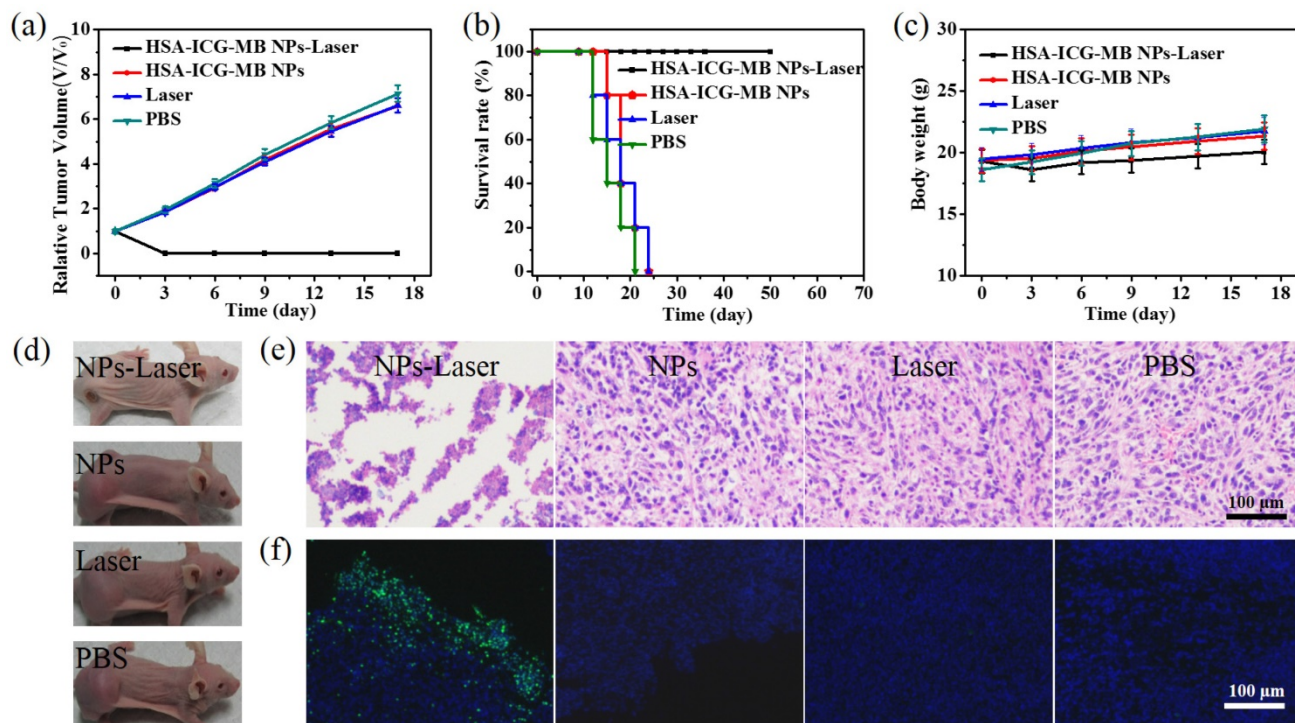 (a)
HSA-ICG-MB NPs-Laser
HSA-ICG-MB NPs
Laser
PBS
Ralative Tumor Volume(V/V₀)
10
8
6
4
2
0
0 3 6 9 12 15 18
Time (day)
(b)
HSA-ICG-MB NPs-Laser
HSA-ICG-MB NPs
Laser
PBS
Survival rate (%)
100
80
60
40
20
0
0 10 20 30 40 50 60 70
Time (day)
(c)
HSA-ICG-MB NPs-Laser
HSA-ICG-MB NPs
Laser
PBS
Body weight (g)
30
25
20
15
10
0 3 6 9 12 15 18
Time (day)
(d)
NPs-Laser
NPs
Laser
PBS
(e)
NPs-Laser
NPs
Laser
PBS
100 μm
(f)
100 μm